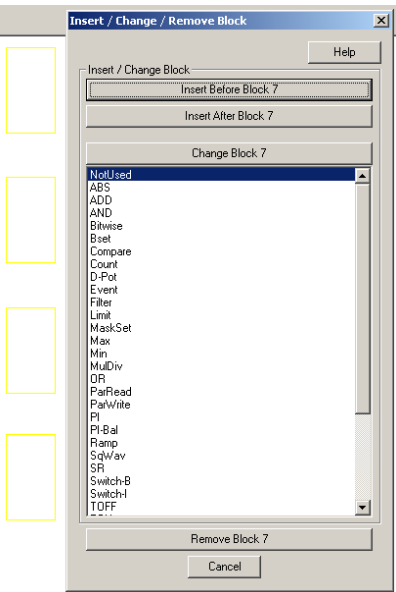 Insert / Change / Remove Block
Help
Insert / Change Block
Insert Before Block 7
Insert After Block 7
Change Block 7
NotUsed
ABS
ADD
AND
Bitwise
Bset
Compare
Count
D-Pot
Event
Filter
Limit
MaskSet
Max
Min
MulDiv
OR
ParRead
ParWrite
PI
PI-Bal
Ramp
SqWav
SR
Switch-B
Switch-I
TOFF
Remove Block 7
Cancel